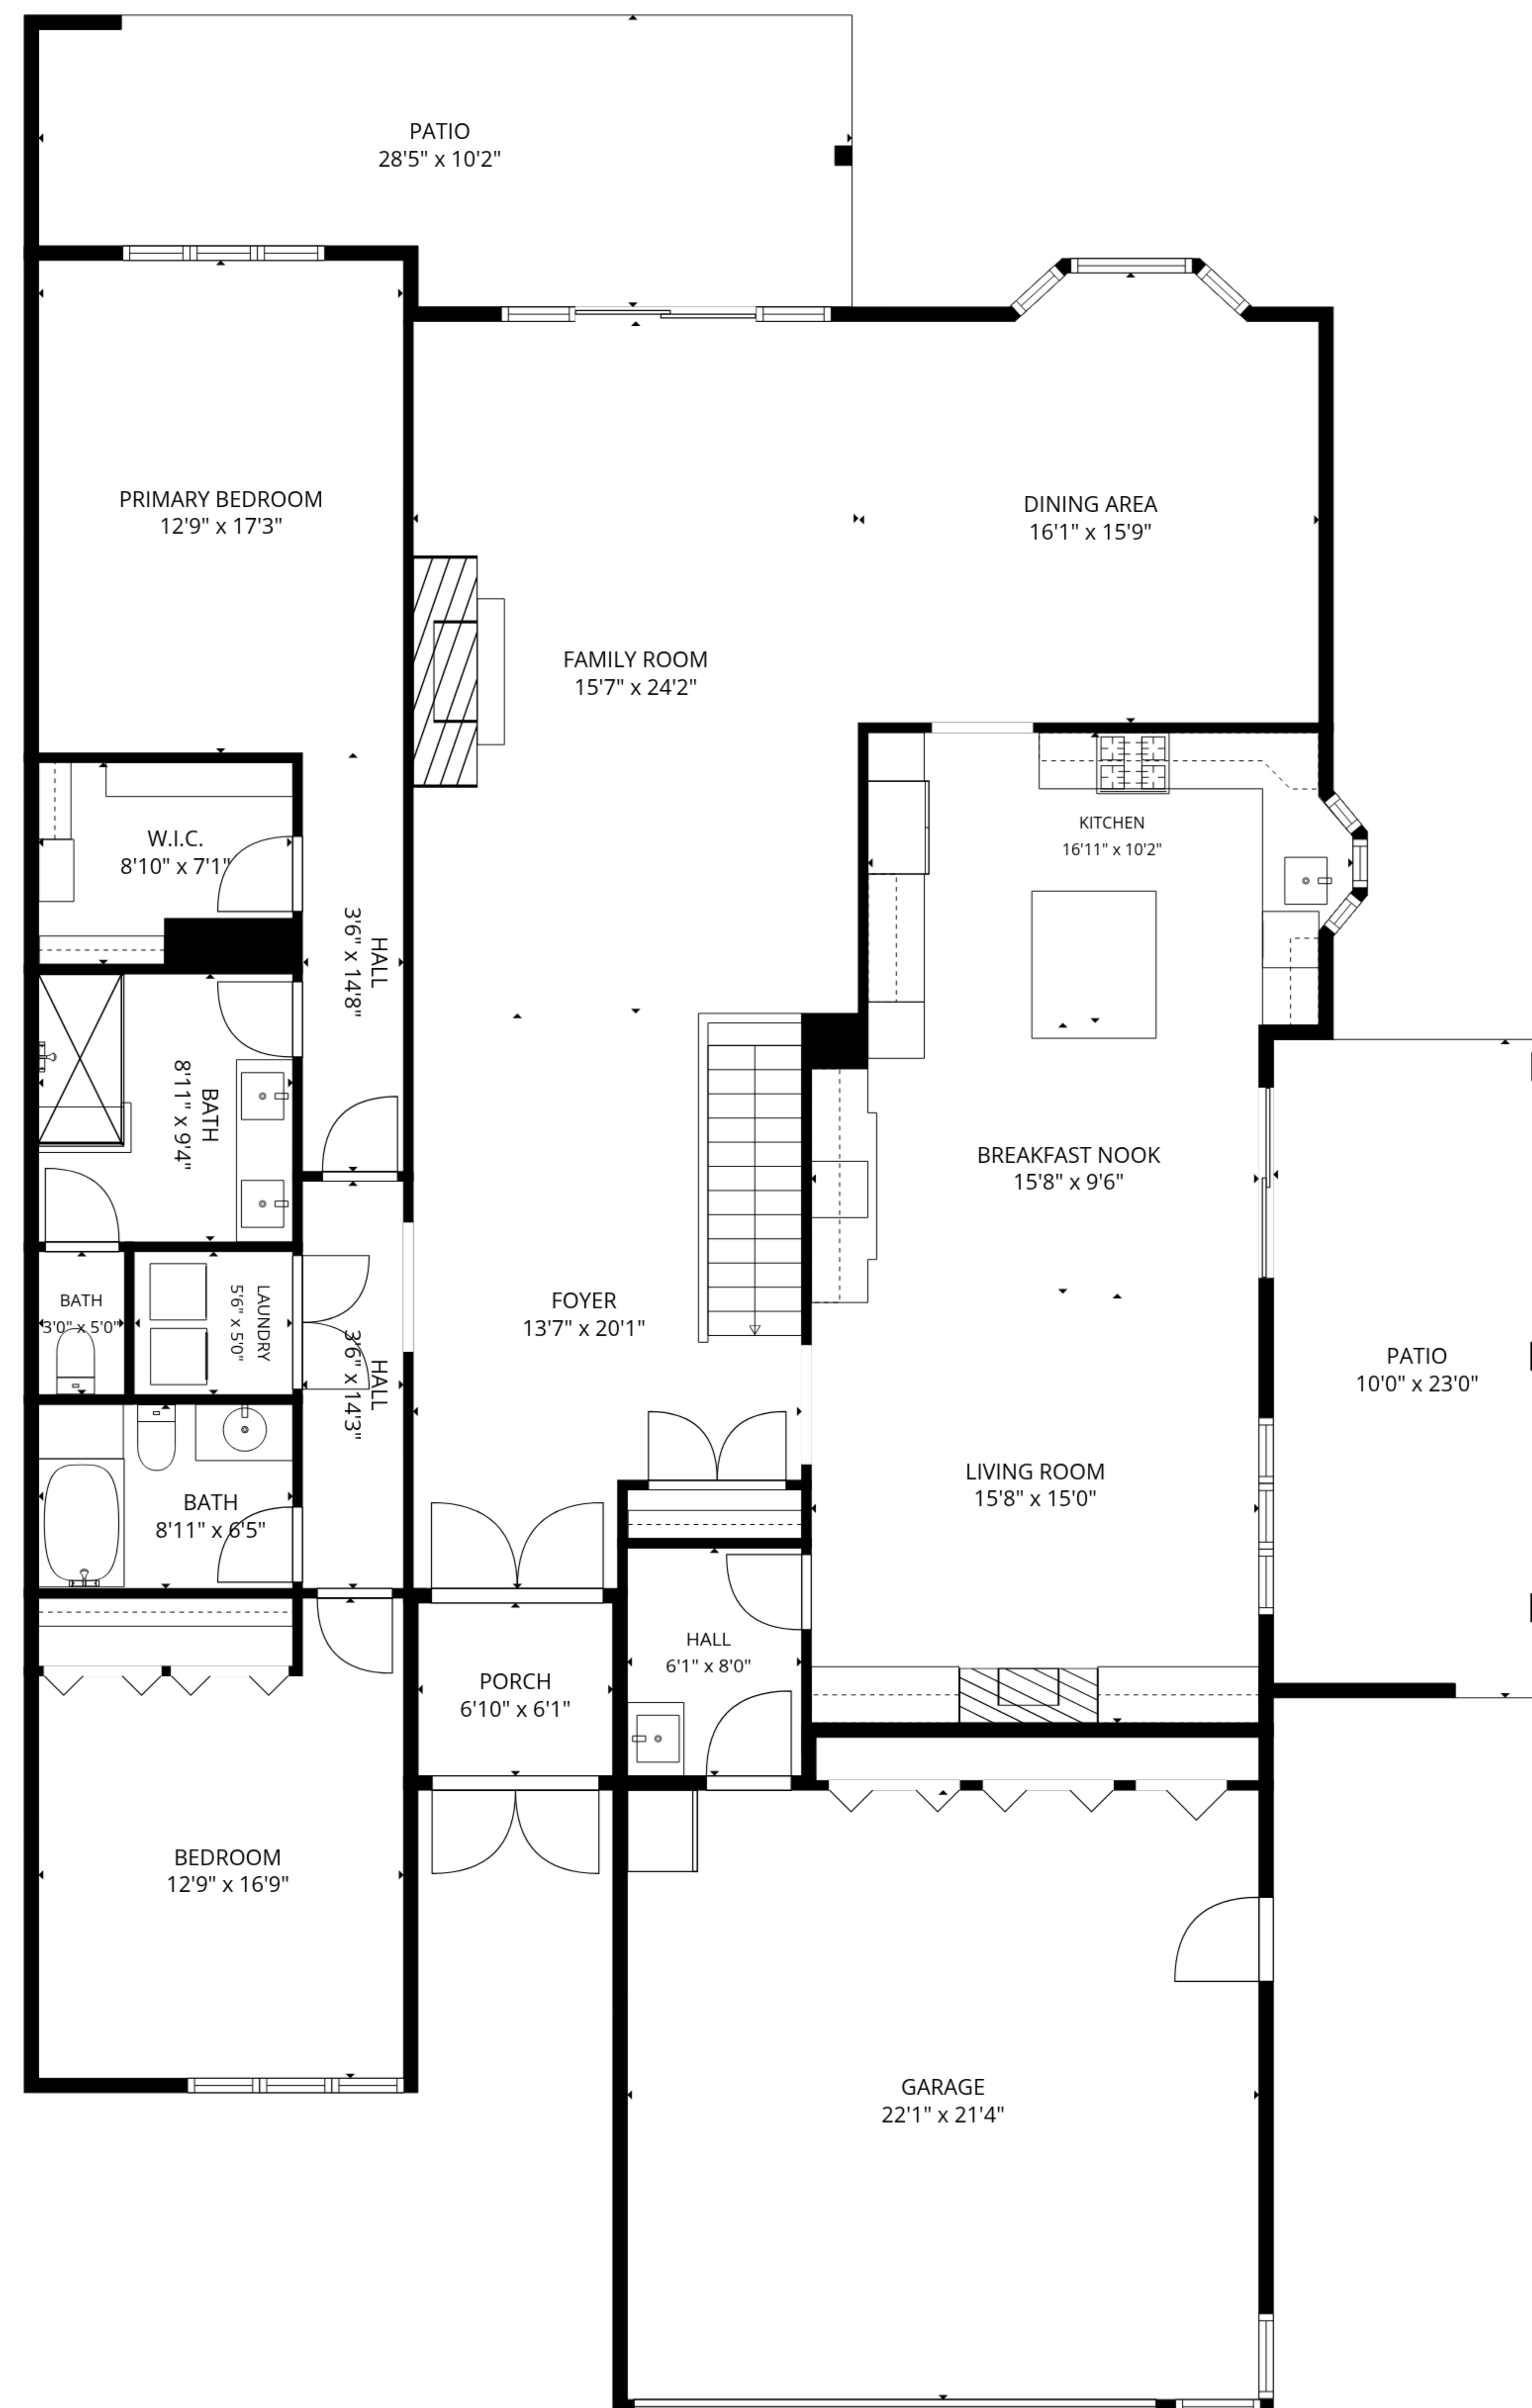 PATIO
28'5" x 10'2"
PRIMARY BEDROOM
12'9" x 17'3"
DINING AREA
16'1" x 15'9"
FAMILY ROOM
15'7" x 24'2"
KITCHEN
16'11" x 10'2"
W.I.C.
8'10" x 7'1"
HALL
3'6" x 14'8"
BATH
8'11" x 9'4"
BREAKFAST NOOK
15'8" x 9'6"
BATH
3'0" x 5'0"
LAUNDRY
5'6" x 5'0"
HALL
3'6" x 14'3"
FOYER
13'7" x 20'1"
PATIO
10'0" x 23'0"
LIVING ROOM
15'8" x 15'0"
BATH
8'11" x 6'5"
HALL
6'1" x 8'0"
PORCH
6'10" x 6'1"
BEDROOM
12'9" x 16'9"
GARAGE
22'1" x 21'4"